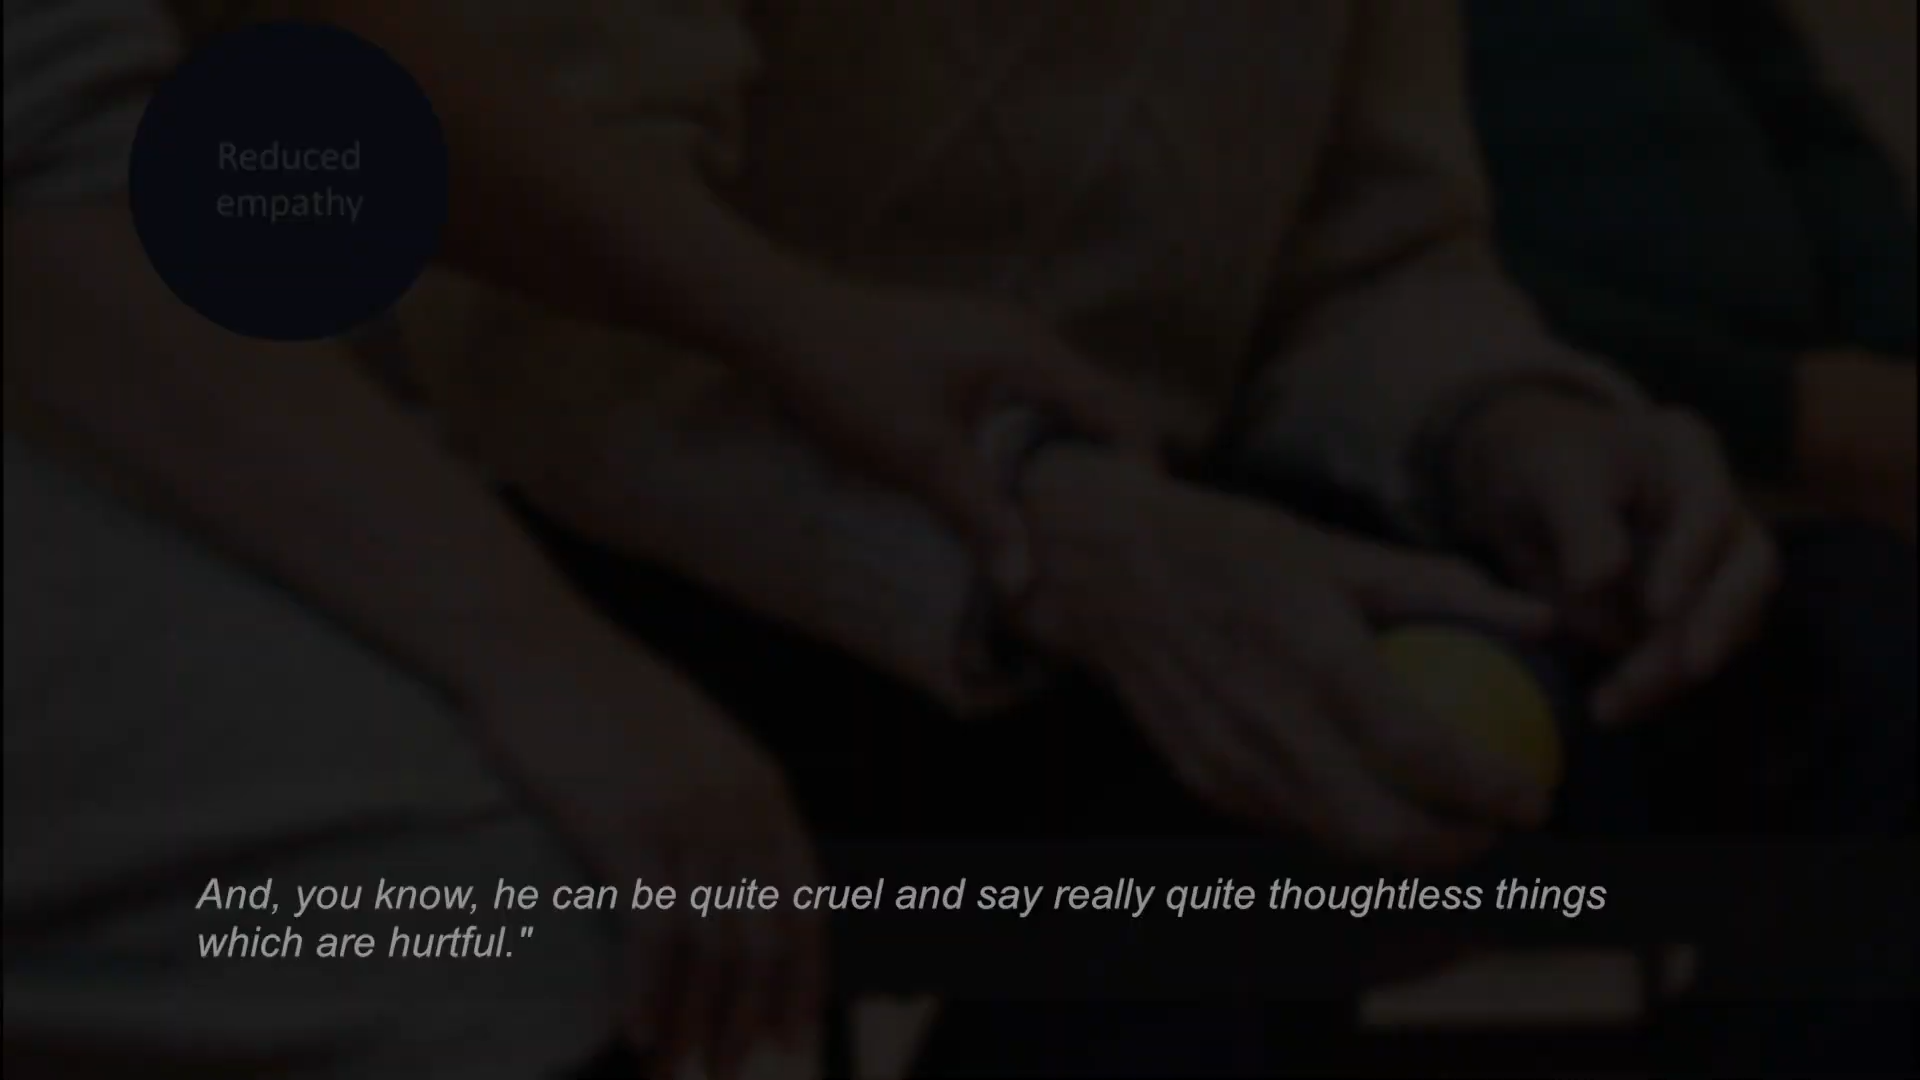 Reduced
empathy
And, you know, he can be quite cruel and say really quite thoughtless things
which are hurtful."